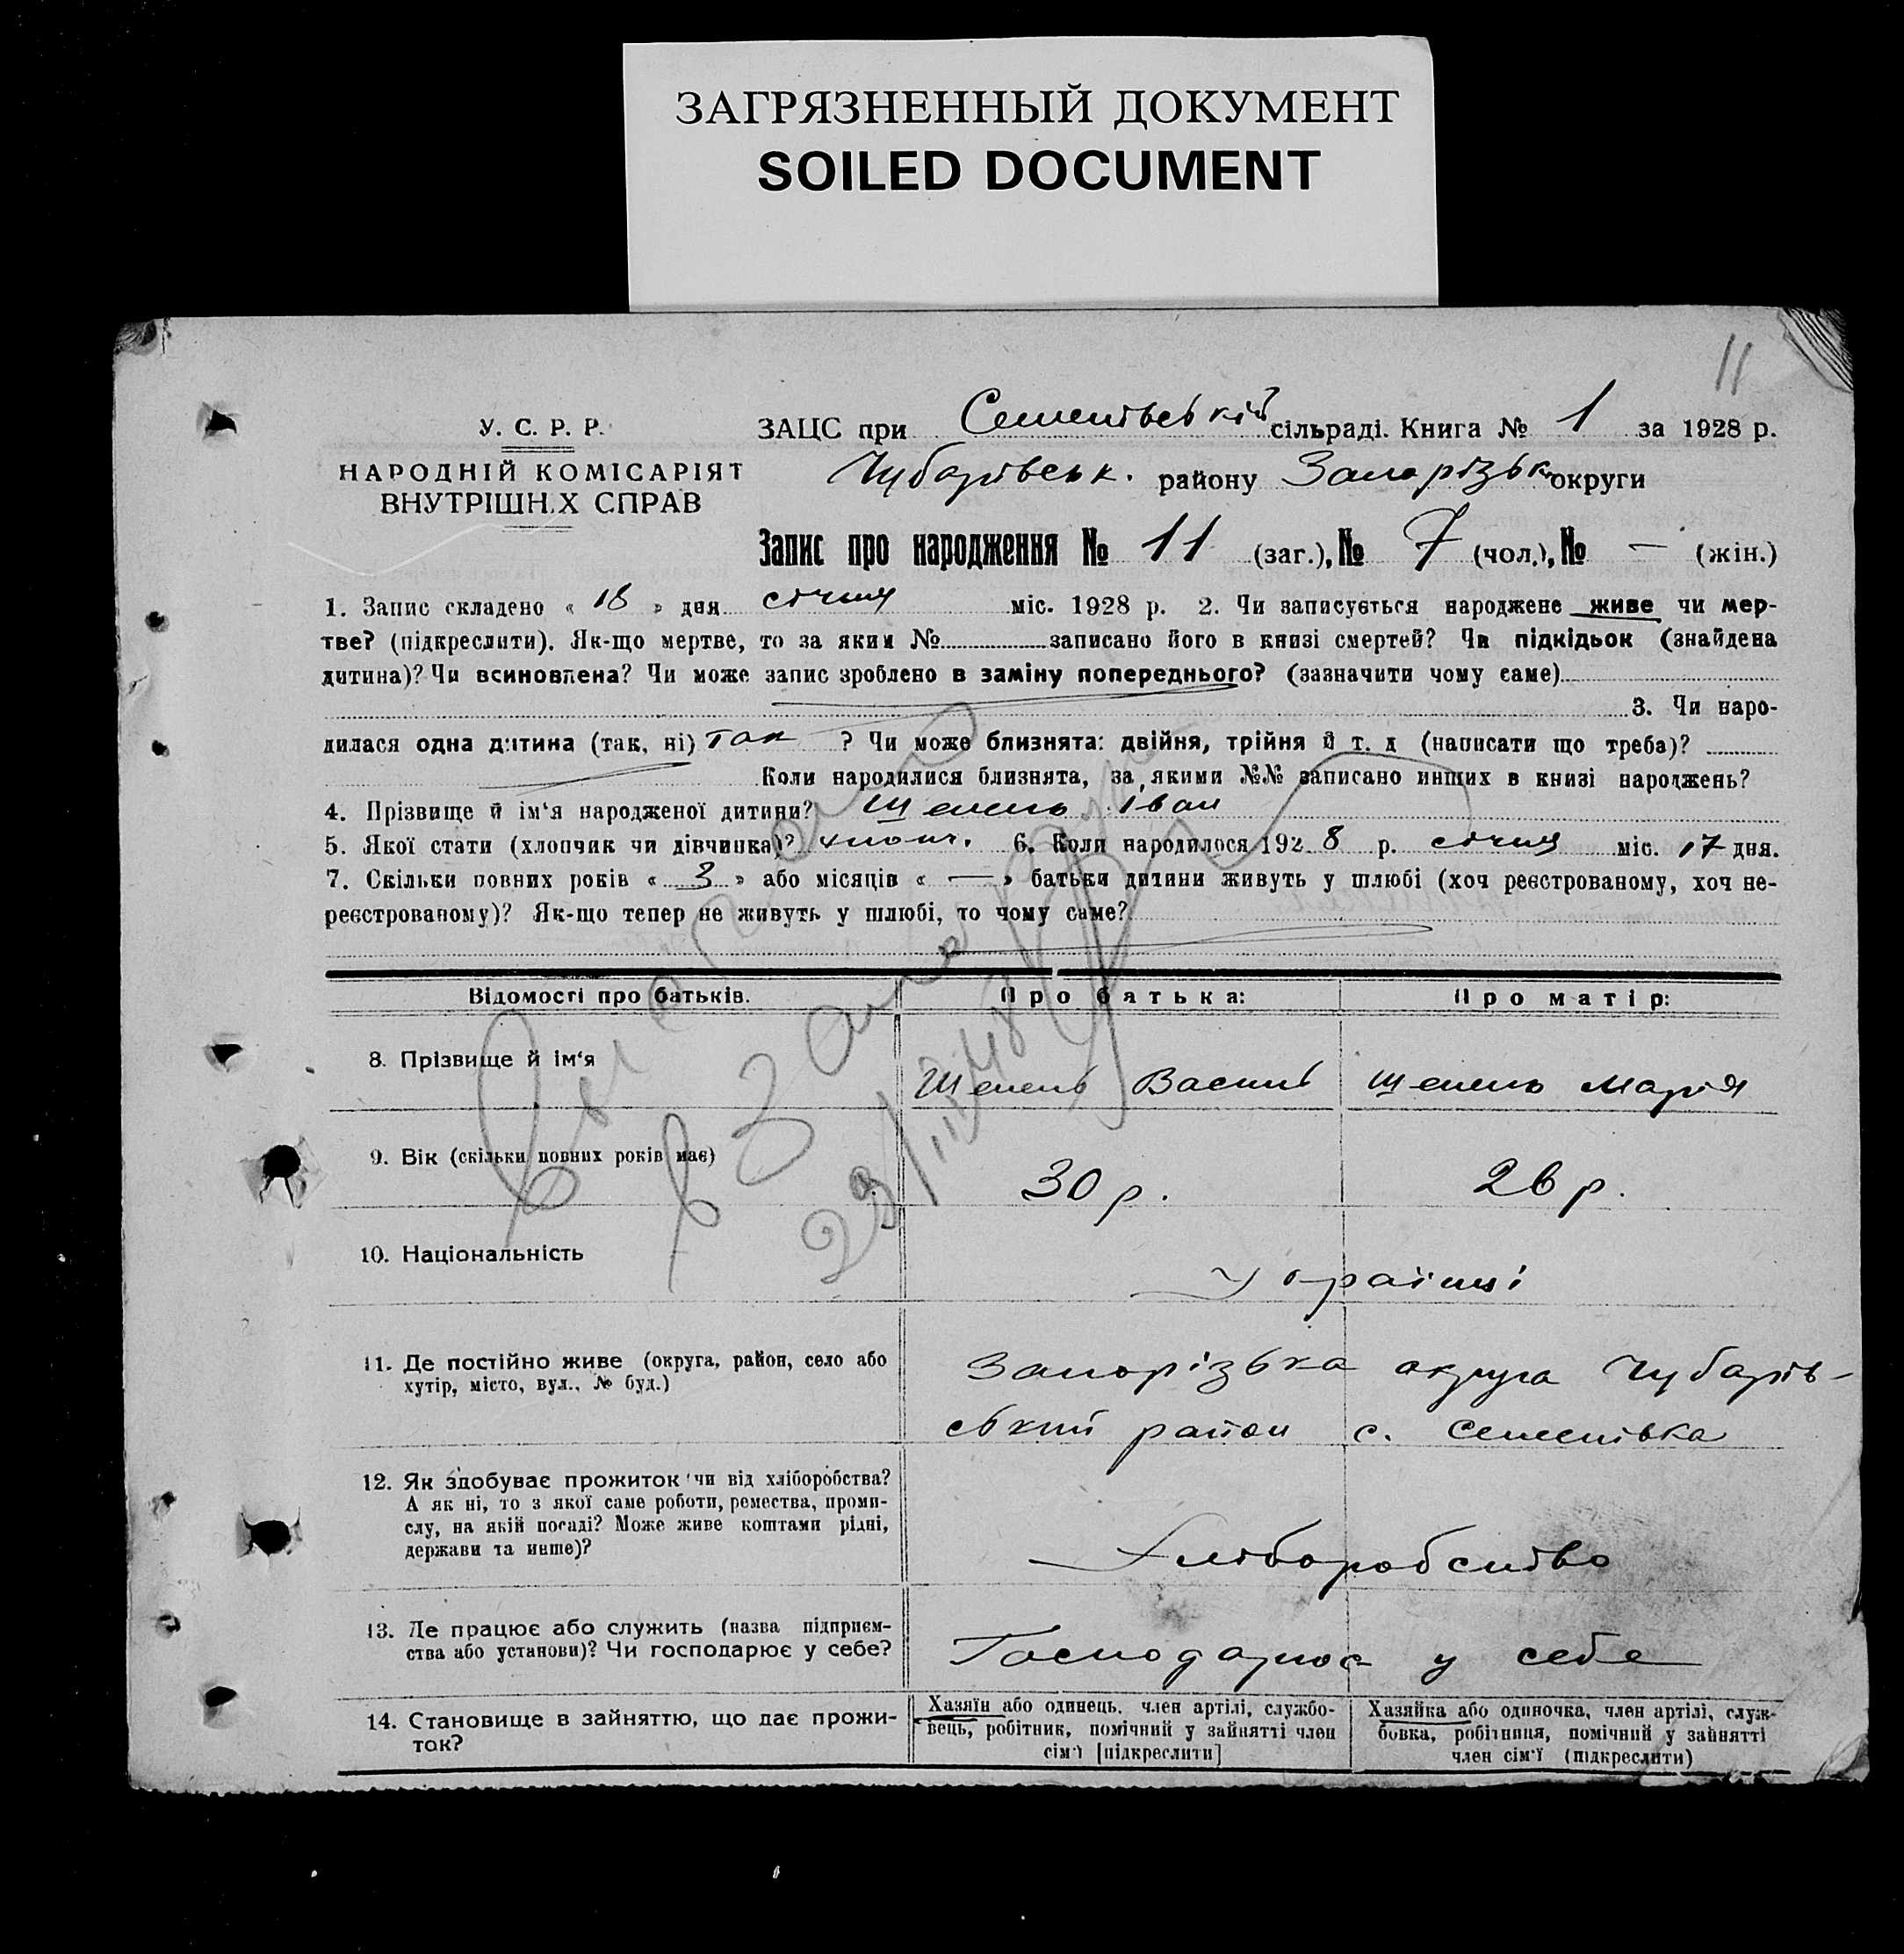 ЗАГРЯЗНЕННЫЙ ДОКУМЕНТ
SOILED DOCUMENT
11
У. С. Р. Р.
НАРОДНІЙ КОМІСАРІЯТ
ВНУТРІШН.Х СПРАВ
ЗАЦС при Семенівській сільраді. Книга № 1 за 1928 р.
Чубарівськ. району Запорізьк округи
Запис про народження № 11 (заг.), № 7 (чол.), № — (жін.)
1. Запис складено « 18 » дня січня міс. 1928 р. 2. Чи записується народжене живе чи мер-
тве? (підкреслити). Як-що мертве, то за яким № записано його в книзі смертей? Чи підкідьок (знайдена
дитина)? Чи всиновлена? Чи може запис зроблено в заміну попереднього? (зазначити чому саме)
3. Чи наро-
дилася одна дитина (так, ні) так ? Чи може близнята: двійня, трійня й т. д (написати що треба)?
Коли народилися близнята, за якими №№ записано инших в книзі народжень?
4. Прізвище й ім‘я народженої дитини? Іван
5. Якої стати (хлопчик чи дівчинка)? хлопч. 6. Коли народилося 192 8 р. січня міс. 17 дня.
7. Скільки повних років « 3 » або місяців « — » батьки дитини живуть у шлюбі (хоч реєстрованому, хоч не-
реєстрованому)? Як-що тепер не живуть у шлюбі, то чому саме?
Відомості про батьків. Про батька: Про матір:
8. Прізвище й ім‘я
Василь Марія
9. Вік (скільки повних років має)
30 р. 26 р.
10. Національність
Українці
11. Де постійно живе (округа, район, село або
хутір, місто, вул., № буд.)
Запорізька округа Чубарів-
ський район с. Семенівка
12. Як здобуває прожиток чи від хліборобства?
А як ні, то з якої саме роботи, ремества, проми-
слу, на якій посаді? Може живе коштами рідні,
держави та инше)?
Хліборобство
13. Де працює або служить (назва підприєм-
ства або установи)? Чи господарює у себе?
Господарює у себе
14. Становище в зайняттю, що дає прожи-
ток?
Хазяїн або одинець, член артілі, службо-
вець, робітник, помічний у зайнятті член
сім‘ї [підкреслити]
Хазяйка або одиночка, член артілі, служ-
бовка, робітниця, помічний у зайнятті
член сім‘ї (підкреслити)